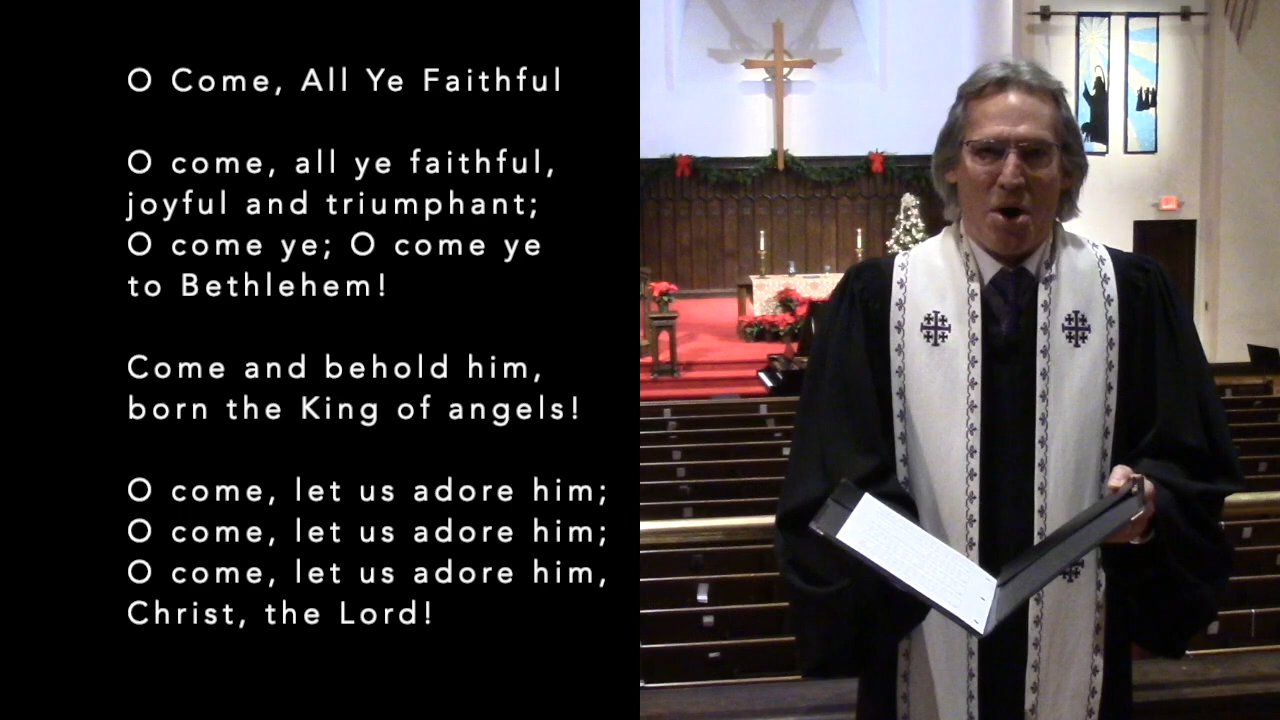 O Come, All Ye Faithful
O come, all ye faithful,
joyful and triumphant;
O come ye; O come ye
to Bethlehem!
Come and behold him,
born the King of angels!
O come, let us adore him;
O come, let us adore him;
O come, let us adore him,
Christ, the Lord!